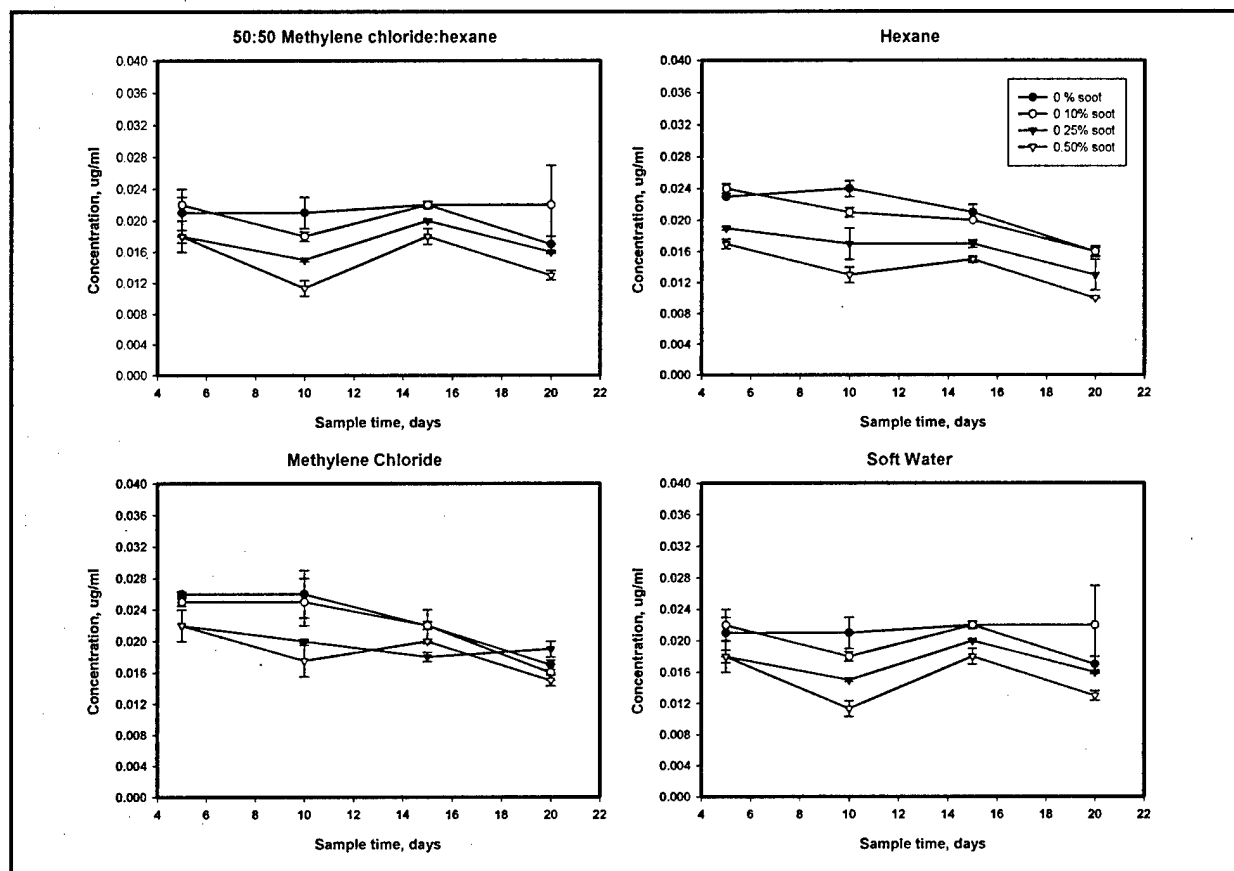 50:50 Methylene chloride:hexane
0.040
0 036
0.032
0.028
0.024
0.020
0.016
0.012
0.008
0.004
0.000
Concentration, ug/ml
4 6 8 10 12 14 16 18 20 22
Sample time, days
Hexane
0 % soot
0 10% soot
0 25% soot
0.50% soot
0.040
0.036
0.032
0.028
0.024
0.020
0.016
0.012
0.008
0.004
0.000
Concentration, ug/ml
4 6 8 10 12 14 16 18 20 22
Sample time, days
Methylene Chloride
0.040
0.036
0.032
0.028
0.024
0.020
0.016
0.012
0.008
0.004
0.000
Concentration, ug/ml
4 6 8 10 12 14 16 18 20 22
Sample time, days
Soft Water
0.040
0.036
0.032
0.028
0.024
0.020
0.016
0.012
0.008
0.004
0.000
Concentration, ug/ml
4 6 8 10 12 14 16 18 20 22
Sample time, days